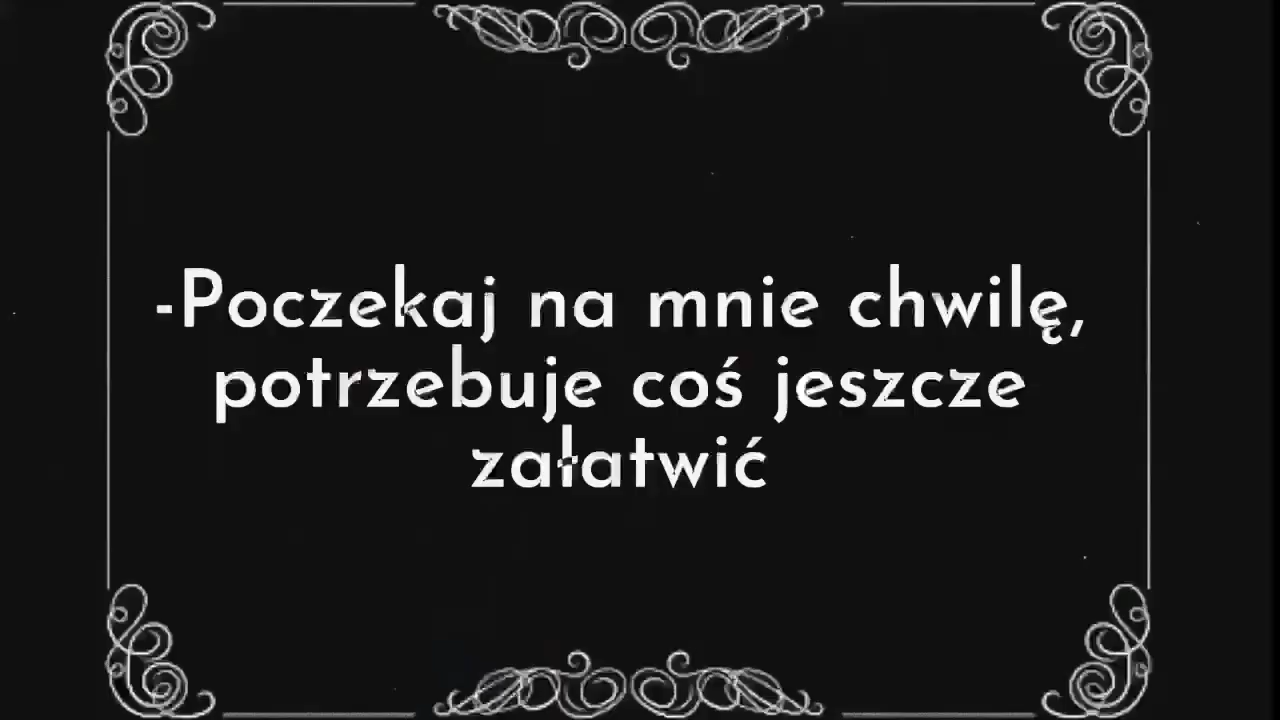 -Poczekaj na mnie chwilę,
potrzebuje coś jeszcze
załatwić